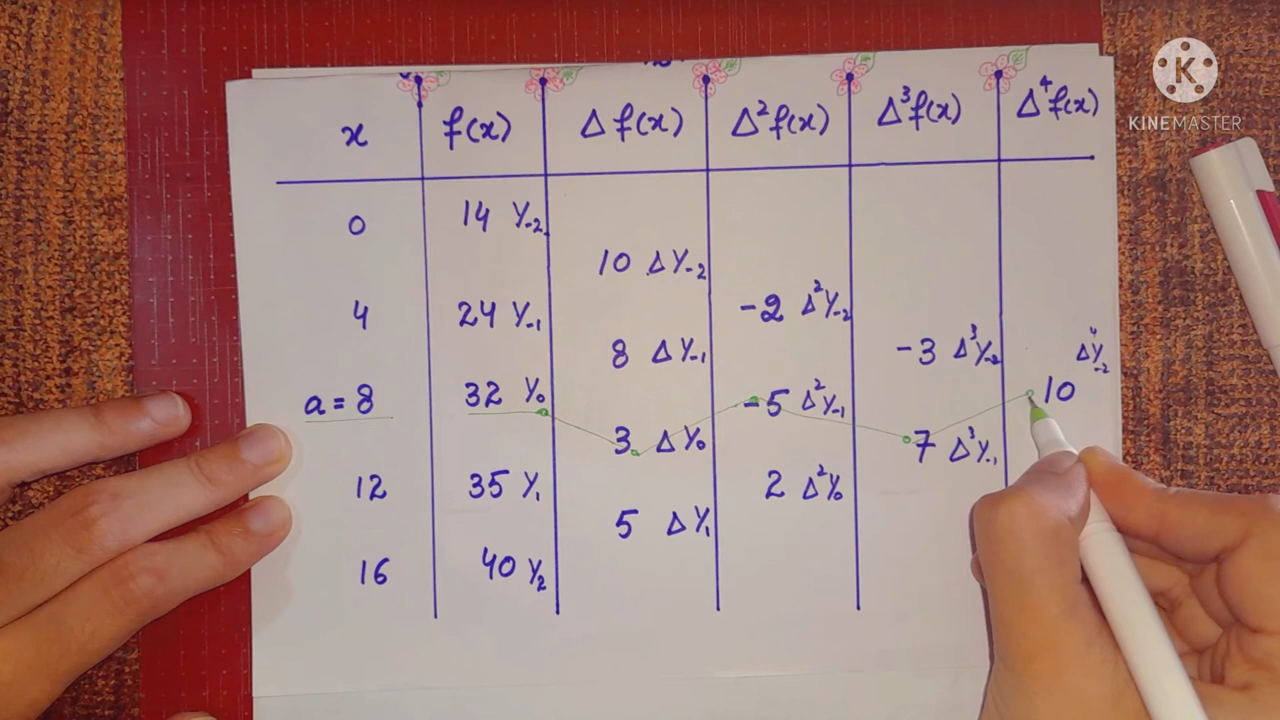 KINEMASTER
x f(x) Δ f(x) Δ²f(x) Δ³f(x) Δ⁴f(x)
0 14 y₋₂
10 Δy₋₂
4 24 y₋₁ -2 Δ²y₋₂
8 Δy₋₁ -3 Δ³y₋₂ Δ⁴y₋₂
a = 8 32 y₀ -5 Δ²y₋₁ 10
3 Δy₀ 7 Δ³y₋₁
12 35 y₁ 2 Δ²y₀
5 Δy₁
16 40 y₂